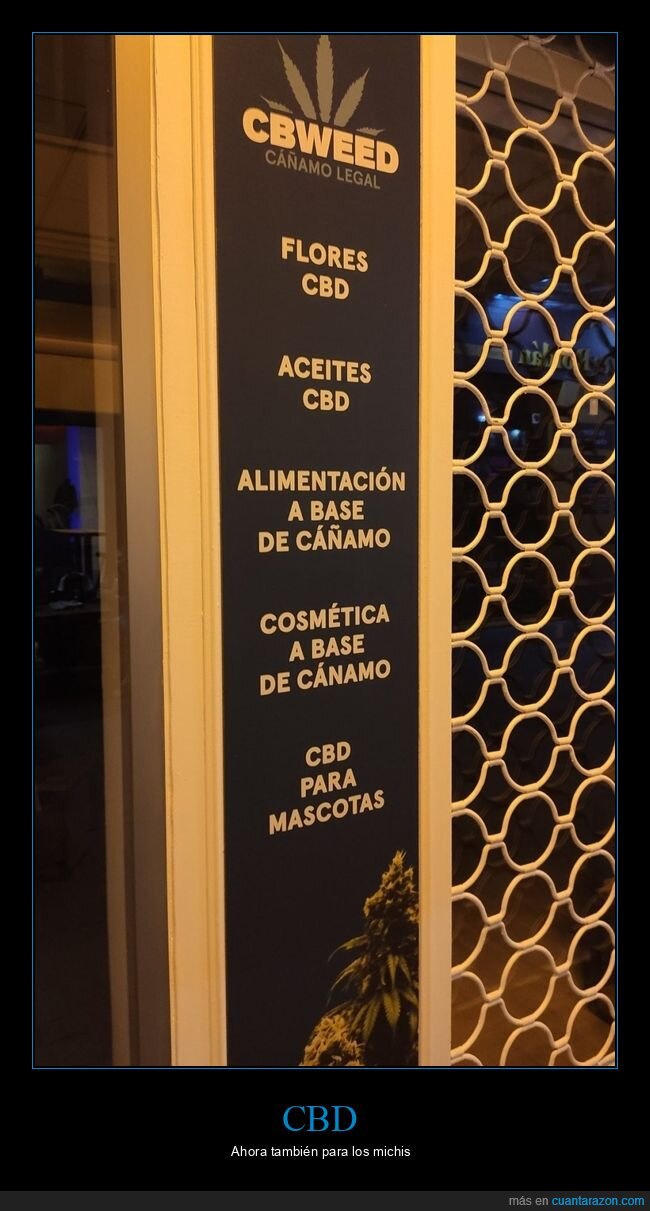 CBWEED
CÁÑAMO LEGAL
FLORES
CBD
ACEITES
CBD
ALIMENTACIÓN
A BASE
DE CÁÑAMO
COSMÉTICA
A BASE
DE CÁNAMO
CBD
PARA
MASCOTAS
CBD
Ahora también para los michis
más en cuantarazon.com